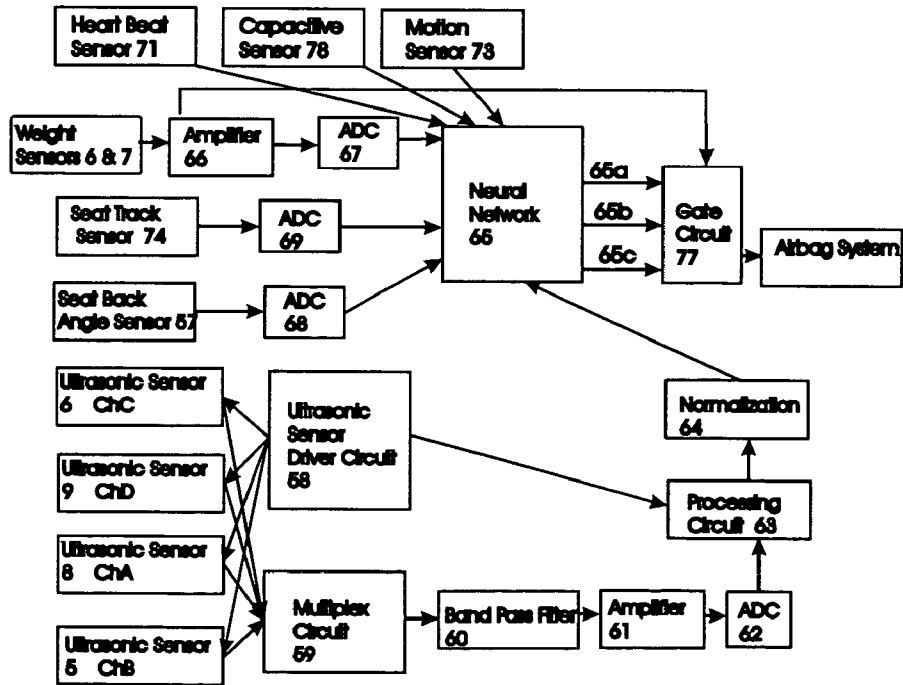 Heart Beat
Sensor 71
Capacitive
Sensor 78
Motion
Sensor 73
Weight
Sensors 6 & 7
Amplifier
66
ADC
67
Seat Track
Sensor 74
ADC
69
Seat Back
Angle Sensor 57
ADC
68
Neural
Network
65
65a
65b
65c
Gate
Circuit
77
Airbag System
Ultrasonic Sensor
6 ChC
Ultrasonic Sensor
9 ChD
Ultrasonic Sensor
8 ChA
Ultrasonic Sensor
5 ChB
Ultrasonic
Sensor
Driver Circuit
58
Multiplex
Circuit
59
Band Pass Filter
60
Amplifier
61
ADC
62
Processing
Circuit 63
Normalization
64